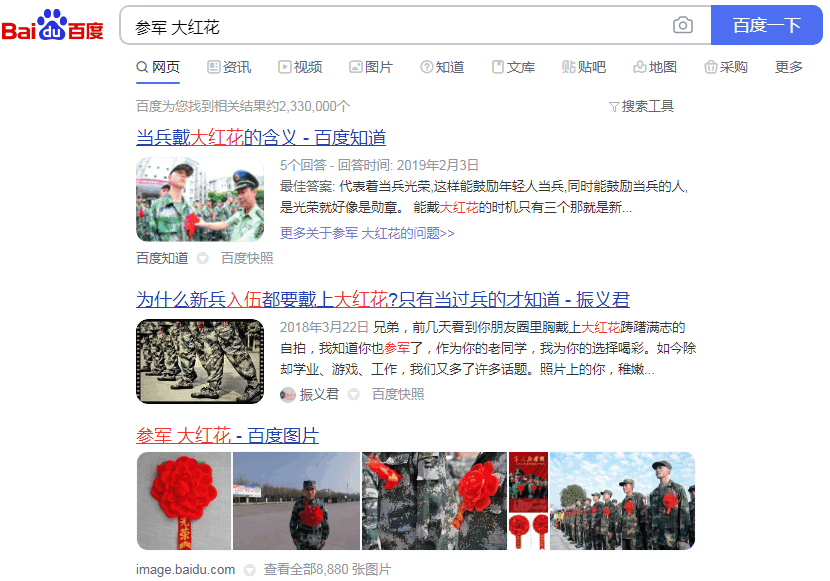 Bai du 百度
参军 大红花
百度一下
网页 资讯 视频 图片 知道 文库 贴吧 地图 采购 更多
百度为您找到相关结果约2,330,000个 搜索工具
当兵戴大红花的含义 - 百度知道
5个回答 - 回答时间: 2019年2月3日
最佳答案: 代表着当兵光荣,这样能鼓励年轻人当兵,同时能鼓励当兵的人,
是光荣就好像是勋章。 能戴大红花的时机只有三个那就是新...
更多关于参军 大红花的问题>>
百度知道 百度快照
为什么新兵入伍都要戴上大红花?只有当过兵的才知道 - 振义君
2018年3月22日 兄弟，前几天看到你朋友圈里胸戴上大红花踌躇满志的
自拍，我知道你也参军了，作为你的老同学，我为你的选择喝彩。如今除
却学业、游戏、工作，我们又多了许多话题。照片上的你，稚嫩...
振义君 百度快照
参军 大红花 - 百度图片
光荣
image.baidu.com 查看全部8,880 张图片